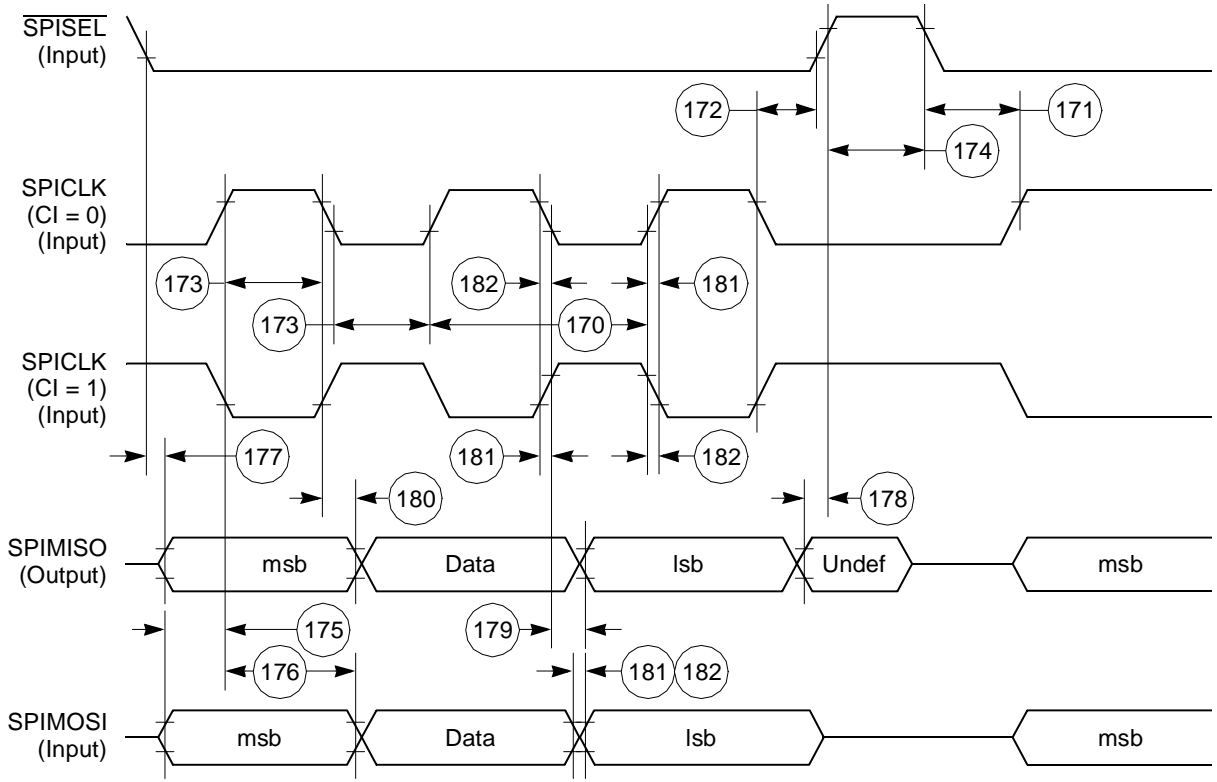 SPISEL
(Input)
172
171
174
SPICLK
(CI = 0)
(Input)
173
182
181
173
170
SPICLK
(CI = 1)
(Input)
177
181
182
180
178
SPIMISO
(Output)
msb
Data
lsb
Undef
msb
175
179
176
181
182
SPIMOSI
(Input)
msb
Data
lsb
msb